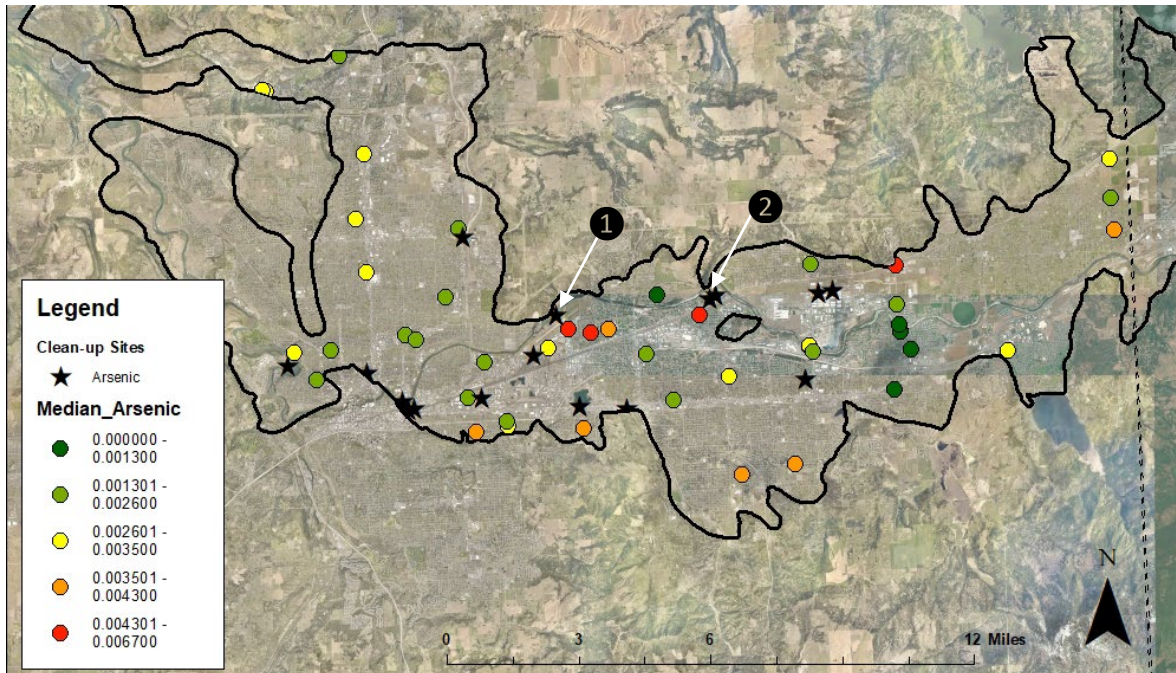 1
2
Legend
Clean-up Sites
Arsenic
Median_Arsenic
0.000000 -
0.001300
0.001301 -
0.002600
0.002601 -
0.003500
0.003501 -
0.004300
0.004301 -
0.006700
N
0 3 6 12 Miles